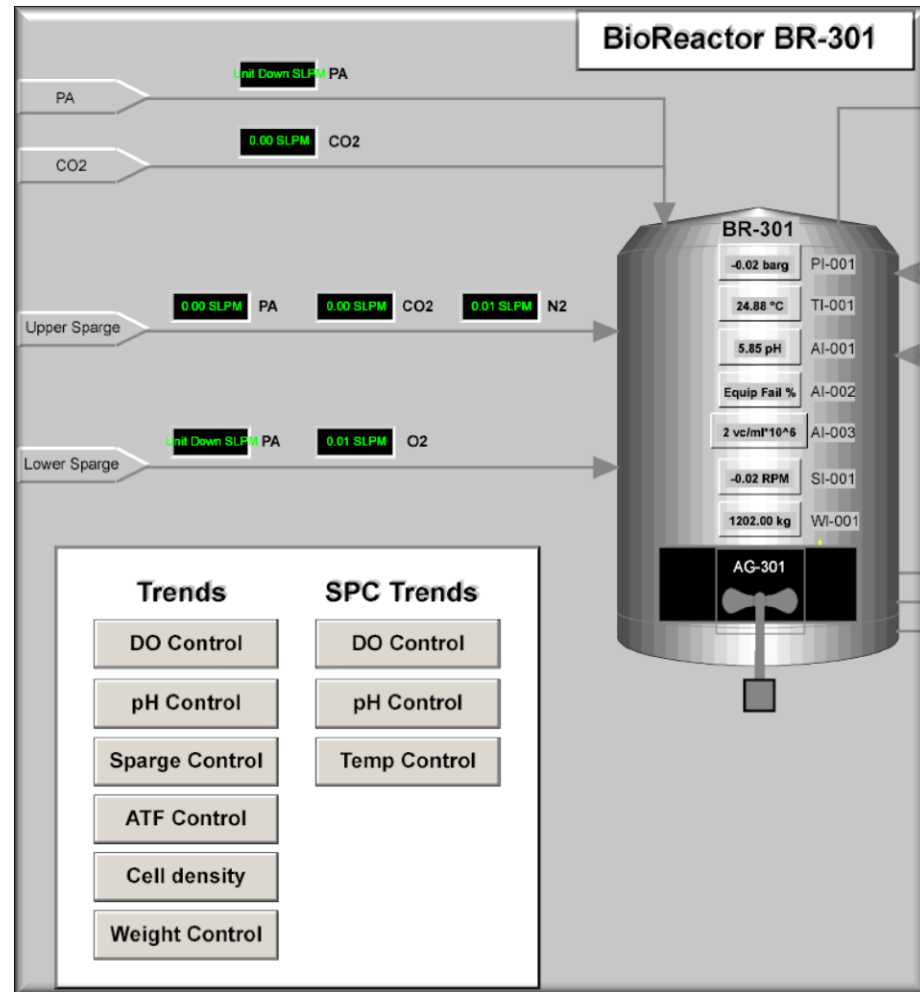 BioReactor BR-301
Unit Down SLPM PA
PA
0.00 SLPM CO2
CO2
BR-301
-0.02 barg PI-001
24.88 °C TI-001
5.85 pH AI-001
Equip Fail % AI-002
2 vc/ml*10^6 AI-003
-0.02 RPM SI-001
1202.00 kg WI-001
AG-301
0.00 SLPM PA 0.00 SLPM CO2 0.01 SLPM N2
Upper Sparge
Unit Down SLPM PA 0.01 SLPM O2
Lower Sparge
Trends
DO Control
pH Control
Sparge Control
ATF Control
Cell density
Weight Control
SPC Trends
DO Control
pH Control
Temp Control